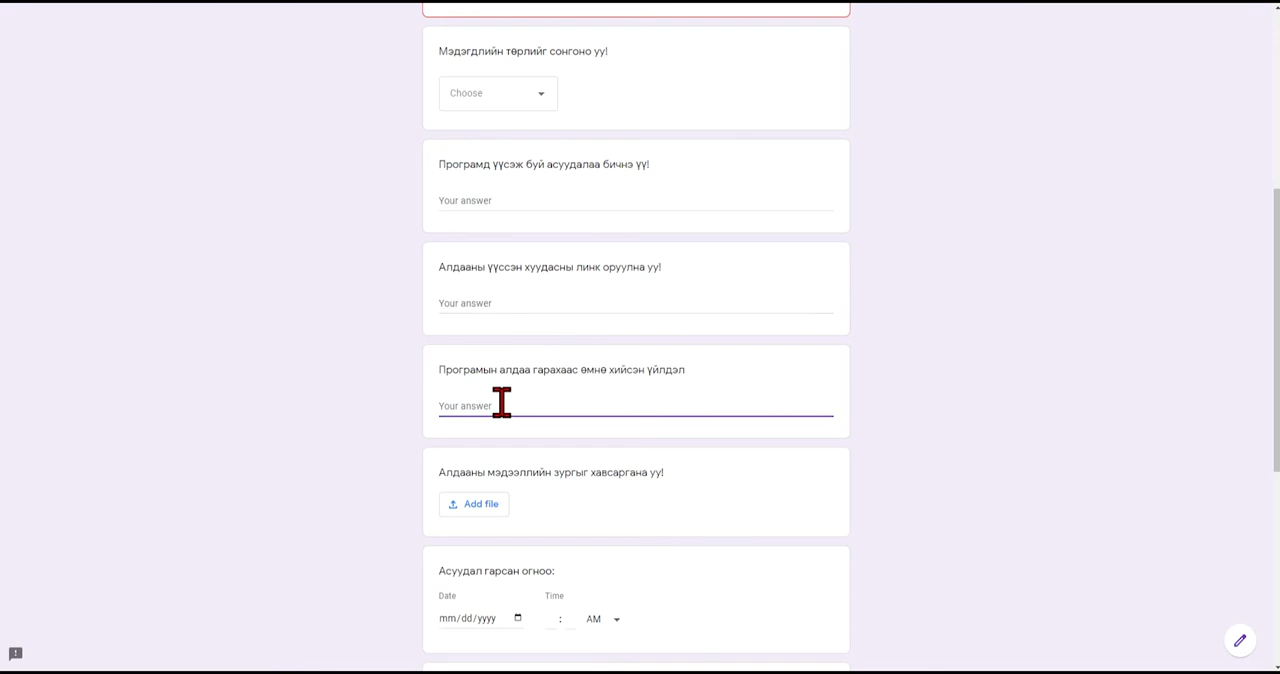 Мэдэгдлийн төрлийг сонгоно уу!
Choose
Програмд үүсэж буй асуудалаа бичнэ үү!
Your answer
Алдааны үүссэн хуудасны линк оруулна уу!
Your answer
Програмын алдаа гарахаас өмнө хийсэн үйлдэл
Your answer
Алдааны мэдээллийн зургыг хавсаргана уу!
Add file
Асуудал гарсан огноо:
Date Time
mm/dd/yyyy : AM